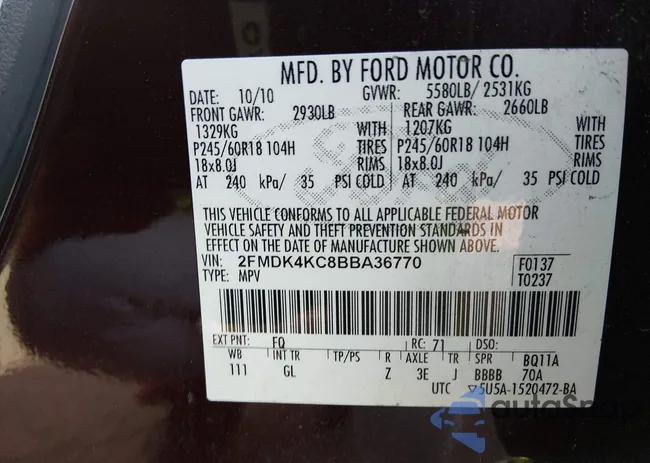 MFD. BY FORD MOTOR CO.
DATE: 10/10 GVWR: 5580LB/ 2531KG
FRONT GAWR: 2930LB REAR GAWR: 2660LB
1329KG WITH 1207KG WITH
P245/60R18 104H TIRES P245/60R18 104H TIRES
18x8.0J RIMS 18x8.0J RIMS
AT 240 kPa/ 35 PSI COLD AT 240 kPa/ 35 PSI COLD
THIS VEHICLE CONFORMS TO ALL APPLICABLE FEDERAL MOTOR
VEHICLE SAFETY AND THEFT PREVENTION STANDARDS IN
EFFECT ON THE DATE OF MANUFACTURE SHOWN ABOVE.
VIN: 2FMDK4KC8BBA36770 F0137
TYPE: MPV T0237
EXT PNT: FQ RC: 71 DSO:
WB INT TR TP/PS R AXLE TR SPR BQ11A
111 GL Z 3E J BBBB 70A
UTC ▽5U5A-1520472-BA
autoSnap